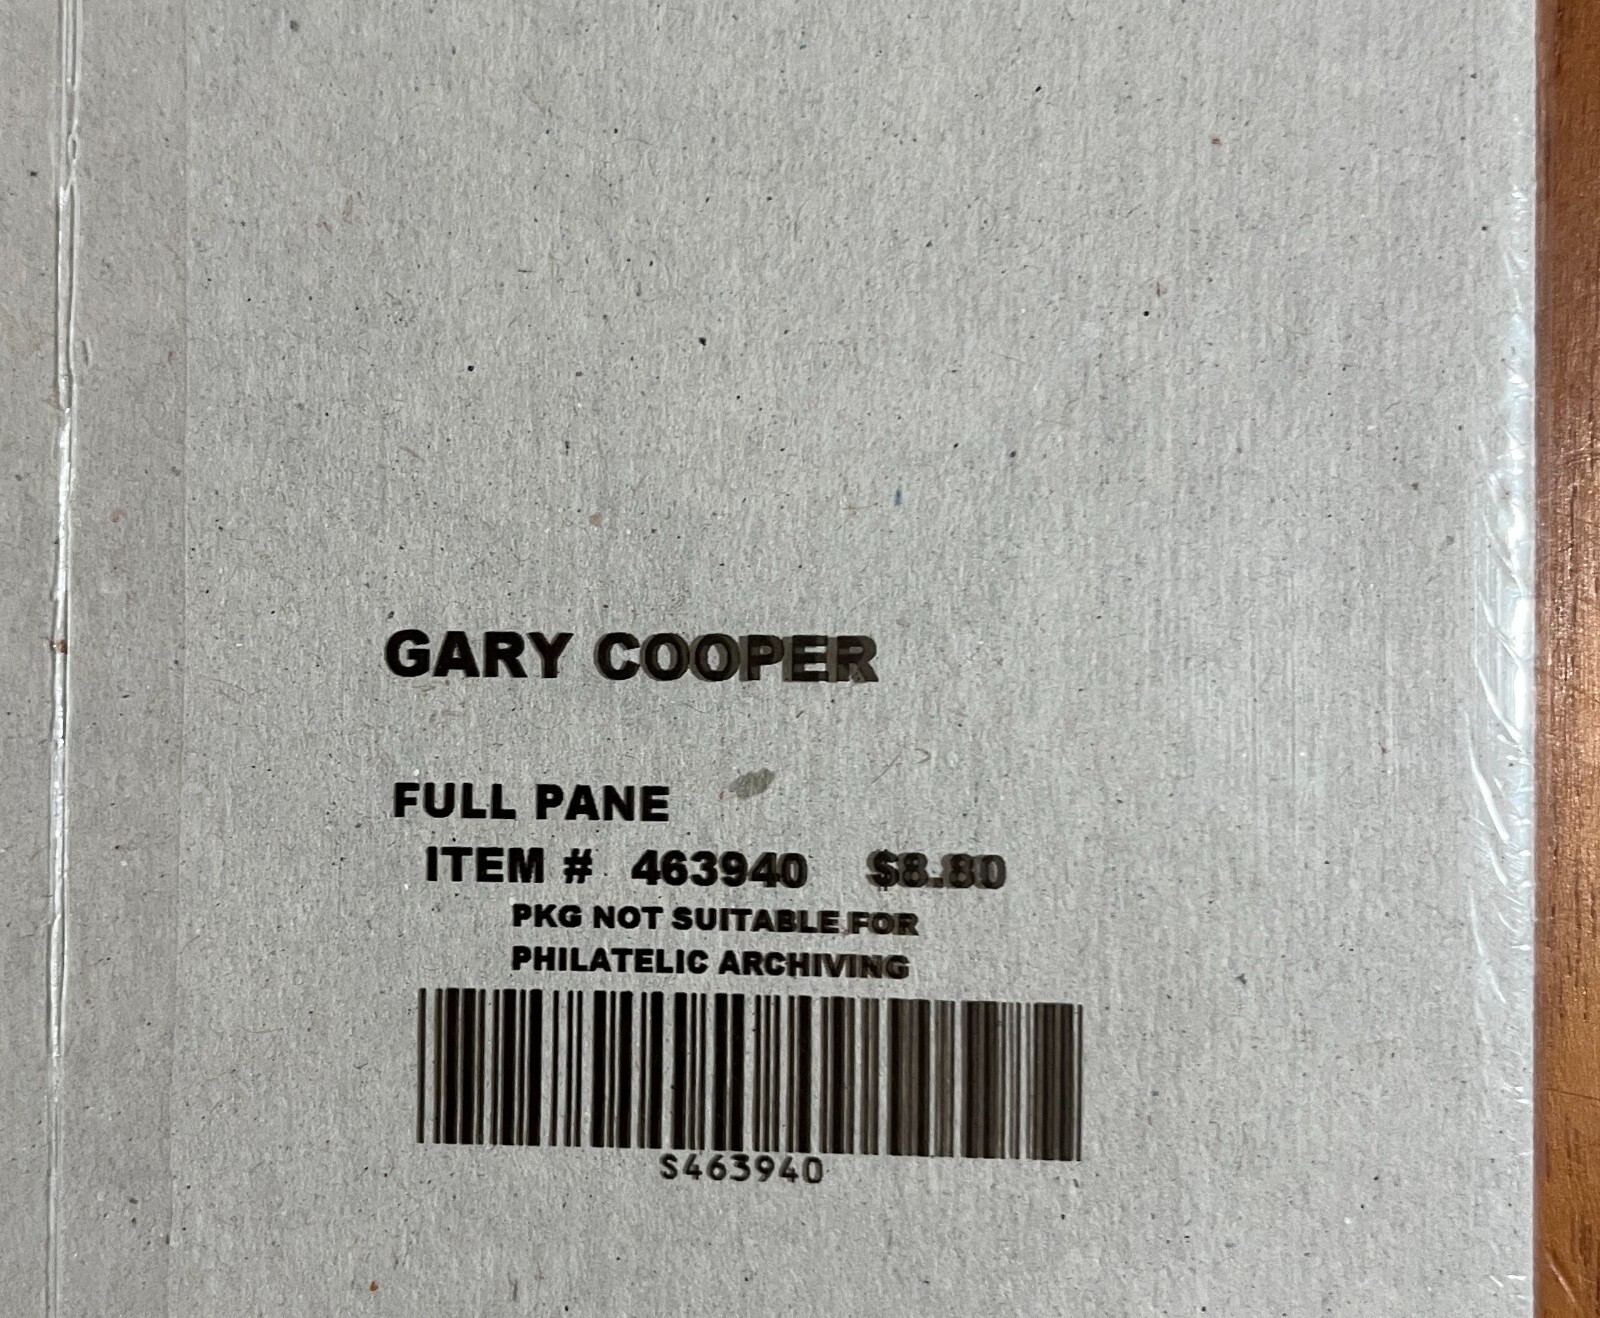 GARY COOPER
FULL PANE
ITEM # 463940 $8.80
PKG NOT SUITABLE FOR
PHILATELIC ARCHIVING
S463940